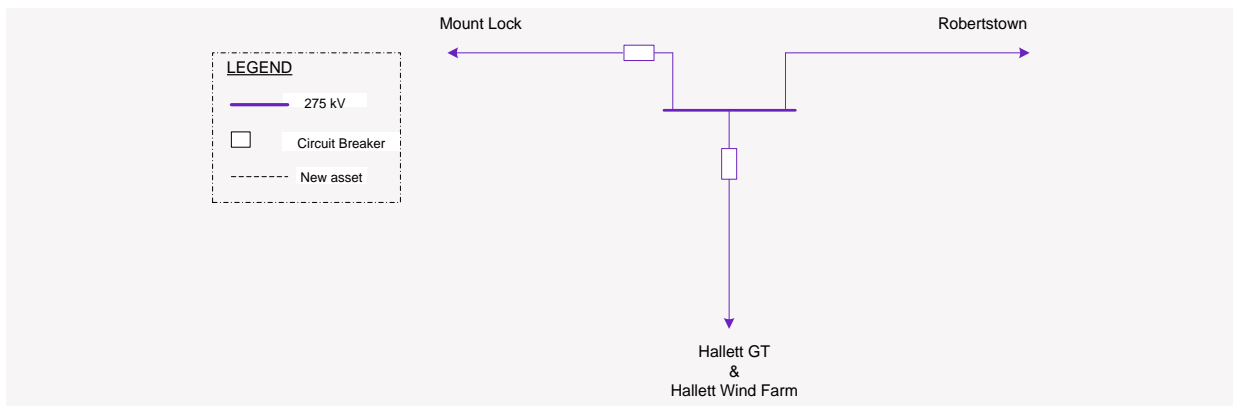 Mount Lock
Robertstown
LEGEND
275 kV
Circuit Breaker
New asset
Hallett GT
&
Hallett Wind Farm